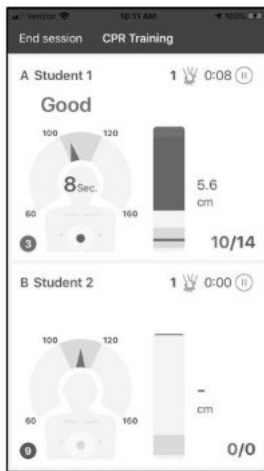 Verizon 10:11 AM 100%
End session CPR Training
A Student 1 1 0:08
Good
100 120
8 Sec.
60 160
5.6
cm
3
10/14
B Student 2 1 0:00
100 120
60 160
-
cm
9
0/0